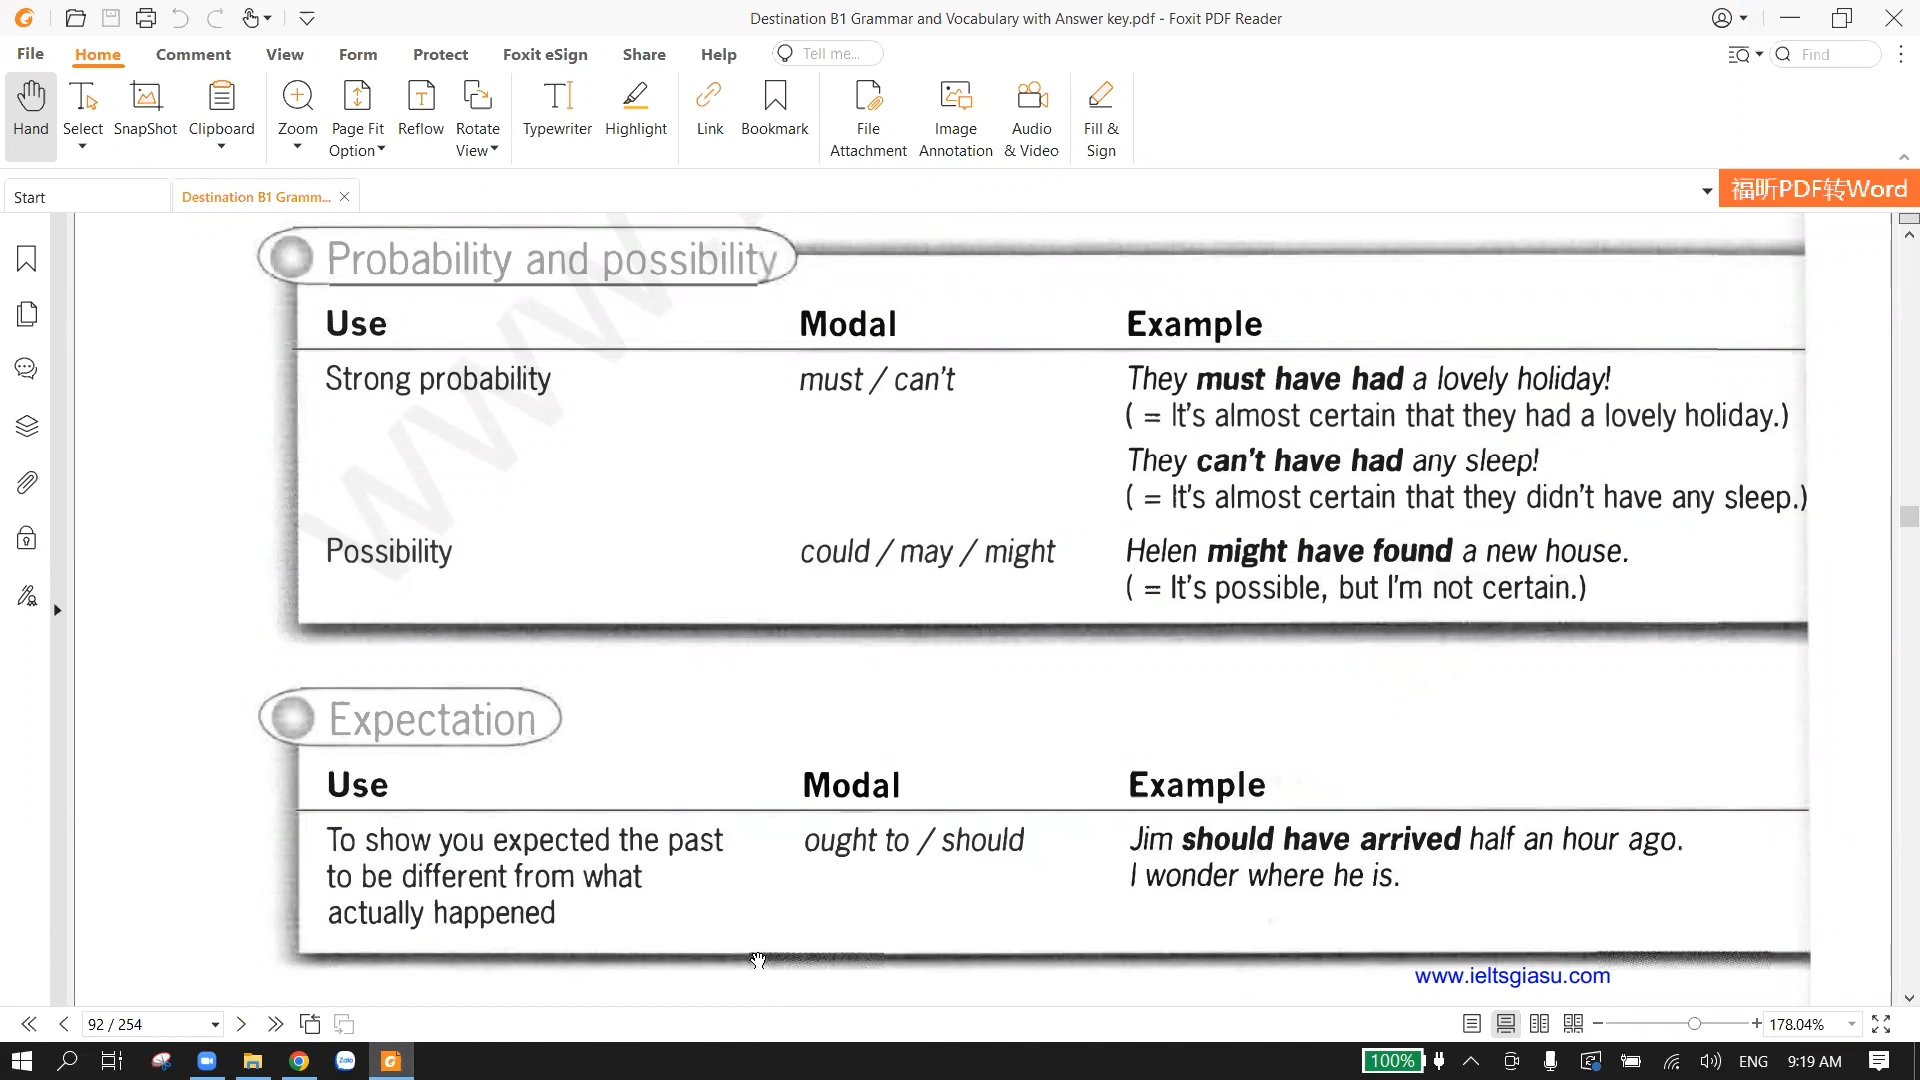 Destination B1 Grammar and Vocabulary with Answer key.pdf - Foxit PDF Reader
File Home Comment View Form Protect Foxit eSign Share Help Tell me... Find
Hand Select SnapShot Clipboard Zoom Page Fit Option Reflow Rotate View Typewriter Highlight Link Bookmark File Attachment Image Annotation Audio & Video Fill & Sign
Start Destination B1 Gramm... 福昕PDF转Word
Probability and possibility
Use Modal Example
Strong probability must / can't They must have had a lovely holiday!
( = It's almost certain that they had a lovely holiday.)
They can't have had any sleep!
( = It's almost certain that they didn't have any sleep.)
Possibility could / may / might Helen might have found a new house.
( = It's possible, but I'm not certain.)
Expectation
Use Modal Example
To show you expected the past ought to / should Jim should have arrived half an hour ago.
to be different from what I wonder where he is.
actually happened
www.ieltsgiasu.com
92 / 254 178.04%
Zalo 100% ENG 9:19 AM